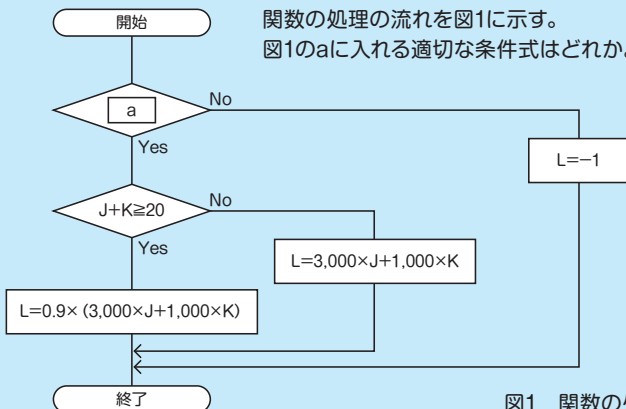 開始
関数の処理の流れを図1に示す。
図1のaに入れる適切な条件式はどれか
a
No
Yes
L=−1
J+K≧20
No
Yes
L=3,000×J+1,000×K
L=0.9×(3,000×J+1,000×K)
終了
図1 関数の